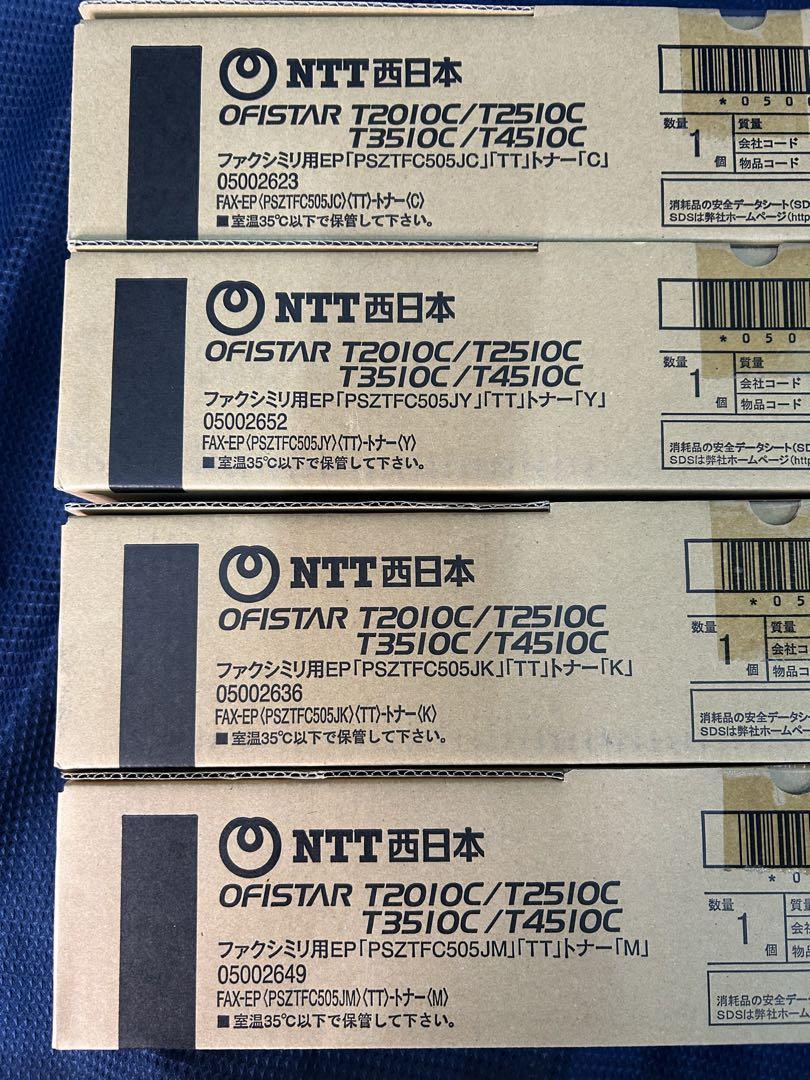 NTT西日本
OFISTAR T2010C/T2510C
T3510C/T4510C
ファクシミリ用EP「PSZTFC505JC」「TT」トナー「C」
05002623
FAX-EP〈PSZTFC505JC〉〈TT〉-トナー〈C〉
■室温35℃以下で保管して下さい。
*050
数量
1
個
質量
会社コード
物品コード
消耗品の安全データシート(SD
SDSは弊社ホームページ(http
NTT西日本
OFISTAR T2010C/T2510C
T3510C/T4510C
ファクシミリ用EP「PSZTFC505JY」「TT」トナー「Y」
05002652
FAX-EP〈PSZTFC505JY〉〈TT〉-トナー〈Y〉
■室温35℃以下で保管して下さい。
*050
数量
1
個
質量
会社コード
物品コード
消耗品の安全データシート(SD
SDSは弊社ホームページ(http
NTT西日本
OFISTAR T2010C/T2510C
T3510C/T4510C
ファクシミリ用EP「PSZTFC505JK」「TT」トナー「K」
05002636
FAX-EP〈PSZTFC505JK〉〈TT〉-トナー〈K〉
■室温35℃以下で保管して下さい。
*05
数量
1
個
質量
会社コ
物品コ
消耗品の安全データシ
SDSは弊社ホームペー
NTT西日本
OFISTAR T2010C/T2510C
T3510C/T4510C
ファクシミリ用EP「PSZTFC505JM」「TT」トナー「M」
05002649
FAX-EP〈PSZTFC505JM〉〈TT〉-トナー〈M〉
■室温35℃以下で保管して下さい。
*0
数量
1
個
質量
会社
物品
消耗品の安全データ
SDSは弊社ホーム